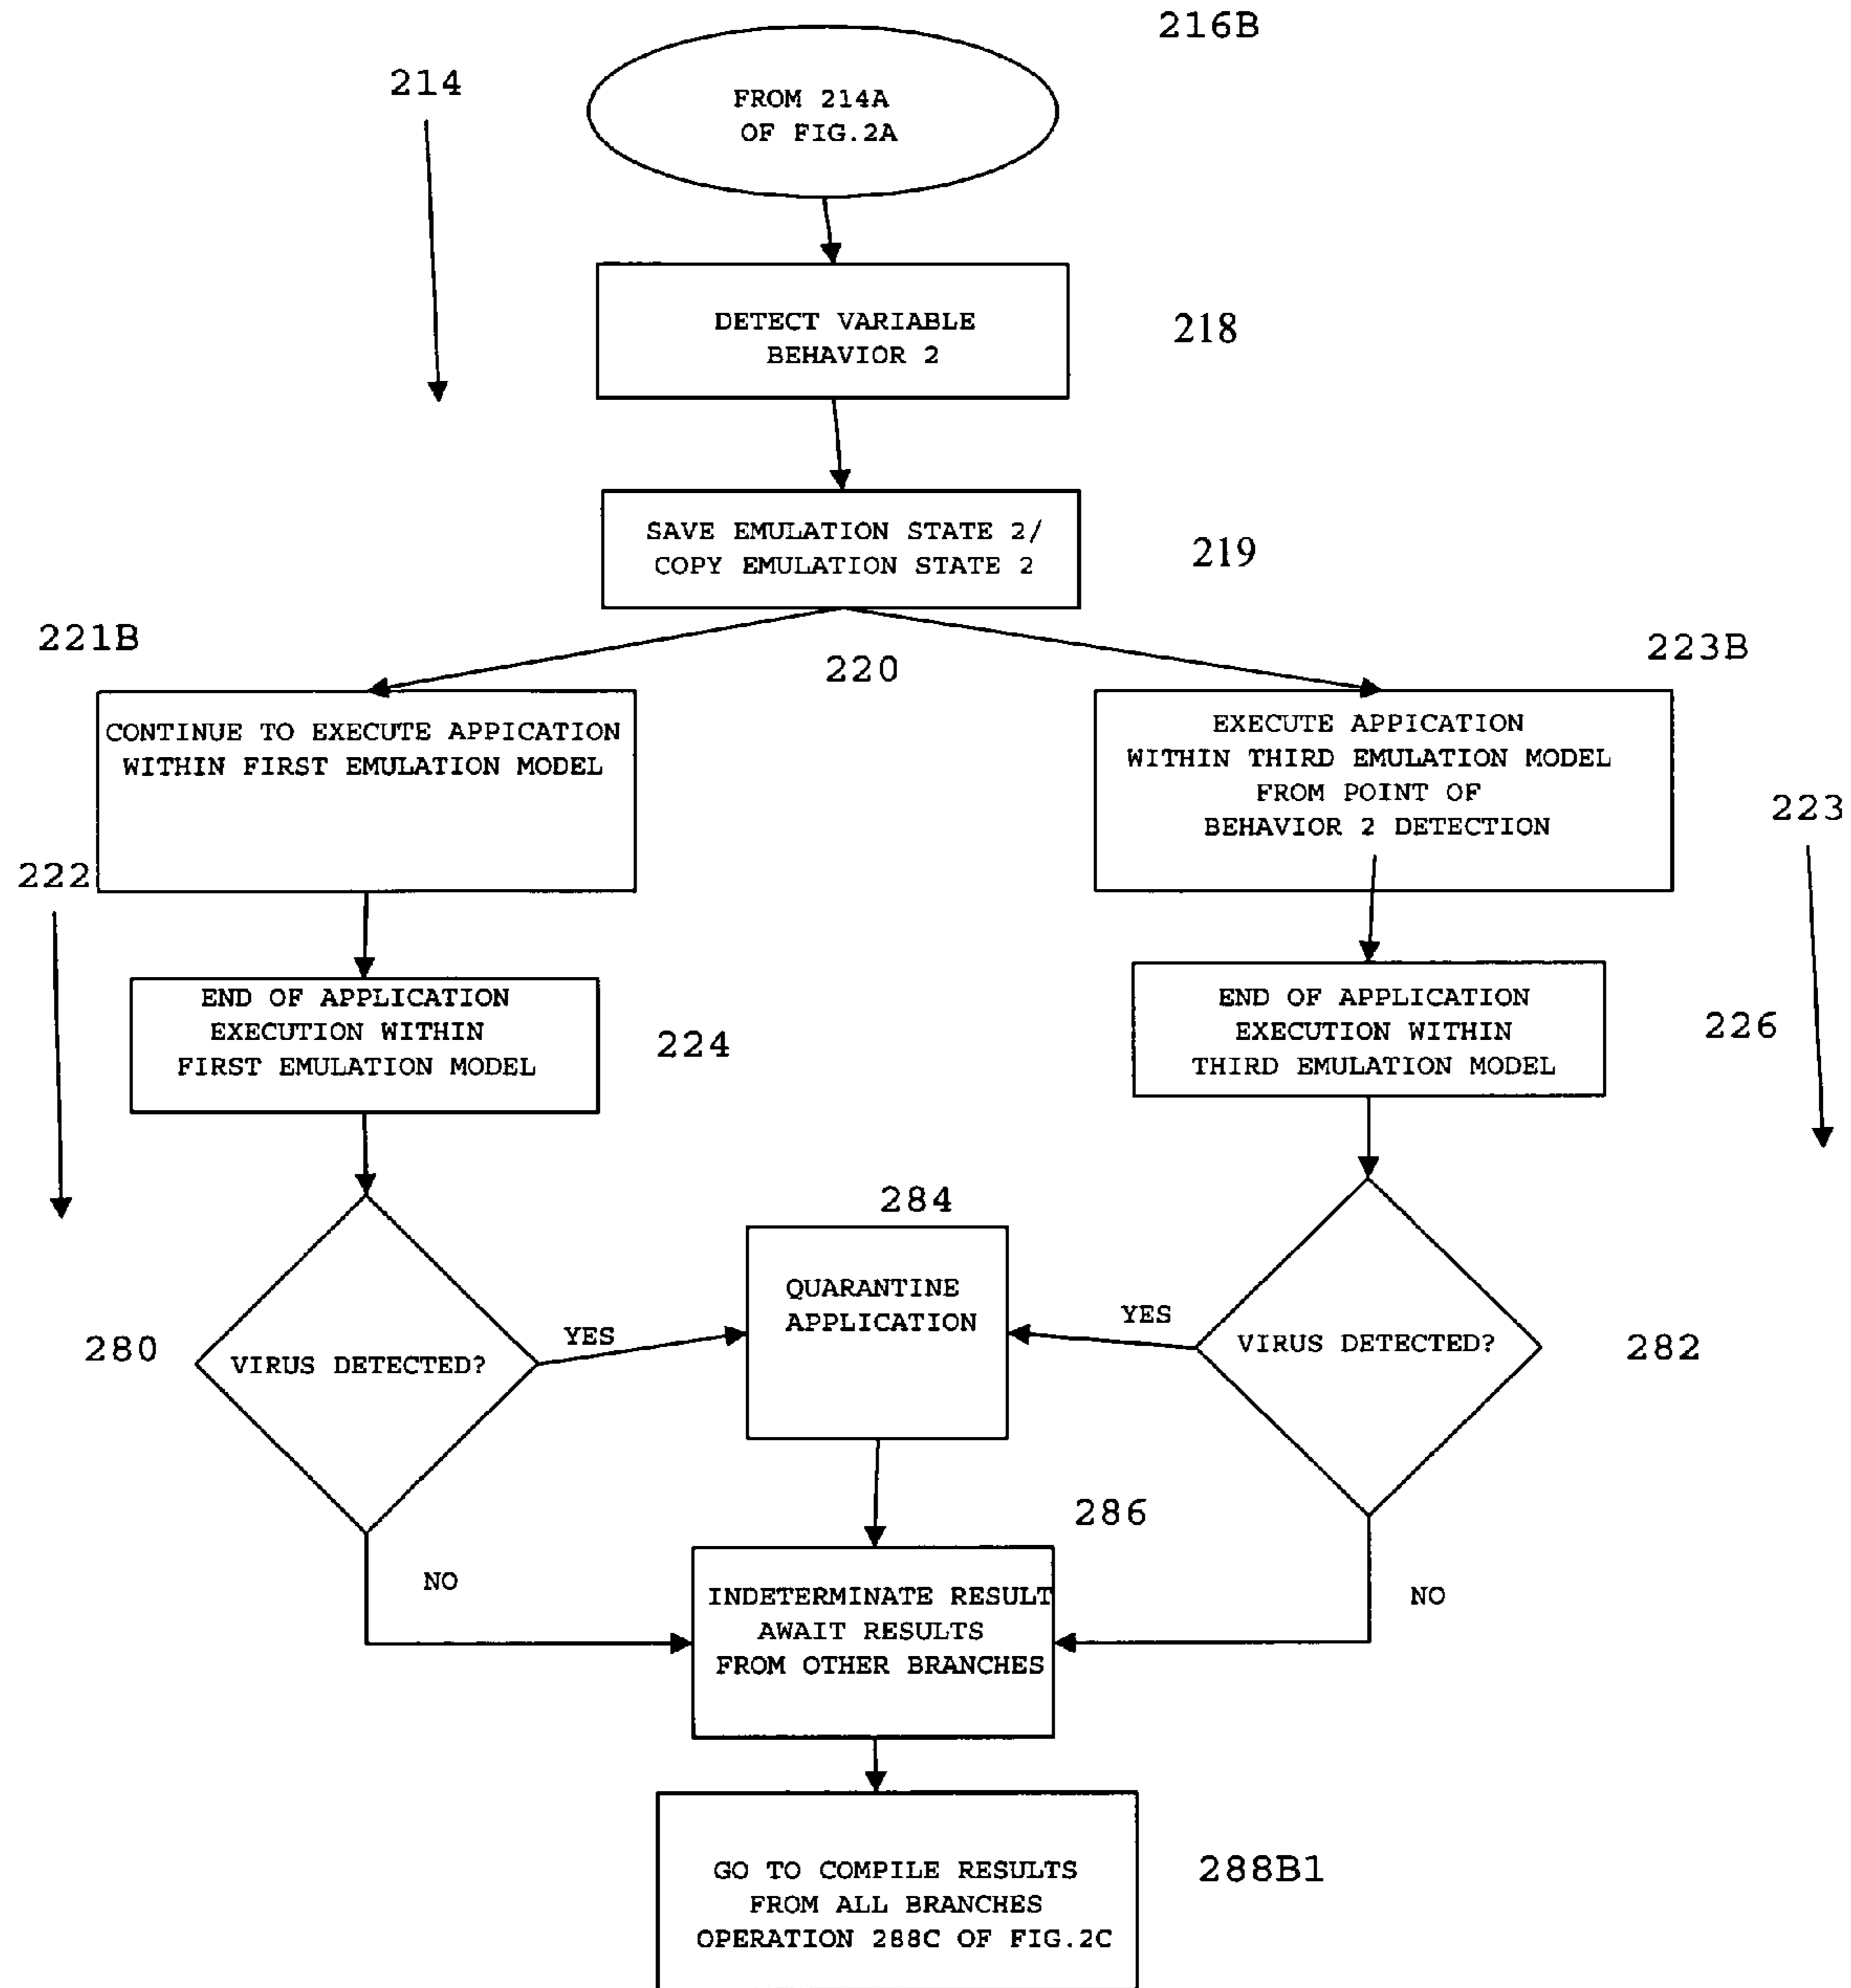 216B
214
FROM 214A
OF FIG.2A
DETECT VARIABLE
BEHAVIOR 2
218
SAVE EMULATION STATE 2/
COPY EMULATION STATE 2
219
221B
220
223B
CONTINUE TO EXECUTE APPICATION
WITHIN FIRST EMULATION MODEL
EXECUTE APPICATION
WITHIN THIRD EMULATION MODEL
FROM POINT OF
BEHAVIOR 2 DETECTION
223
222
END OF APPLICATION
EXECUTION WITHIN
FIRST EMULATION MODEL
224
END OF APPLICATION
EXECUTION WITHIN
THIRD EMULATION MODEL
226
284
280
VIRUS DETECTED?
YES
QUARANTINE
APPLICATION
YES
VIRUS DETECTED?
282
286
NO
INDETERMINATE RESULT
AWAIT RESULTS
FROM OTHER BRANCHES
NO
GO TO COMPILE RESULTS
FROM ALL BRANCHES
OPERATION 288C OF FIG.2C
288B1